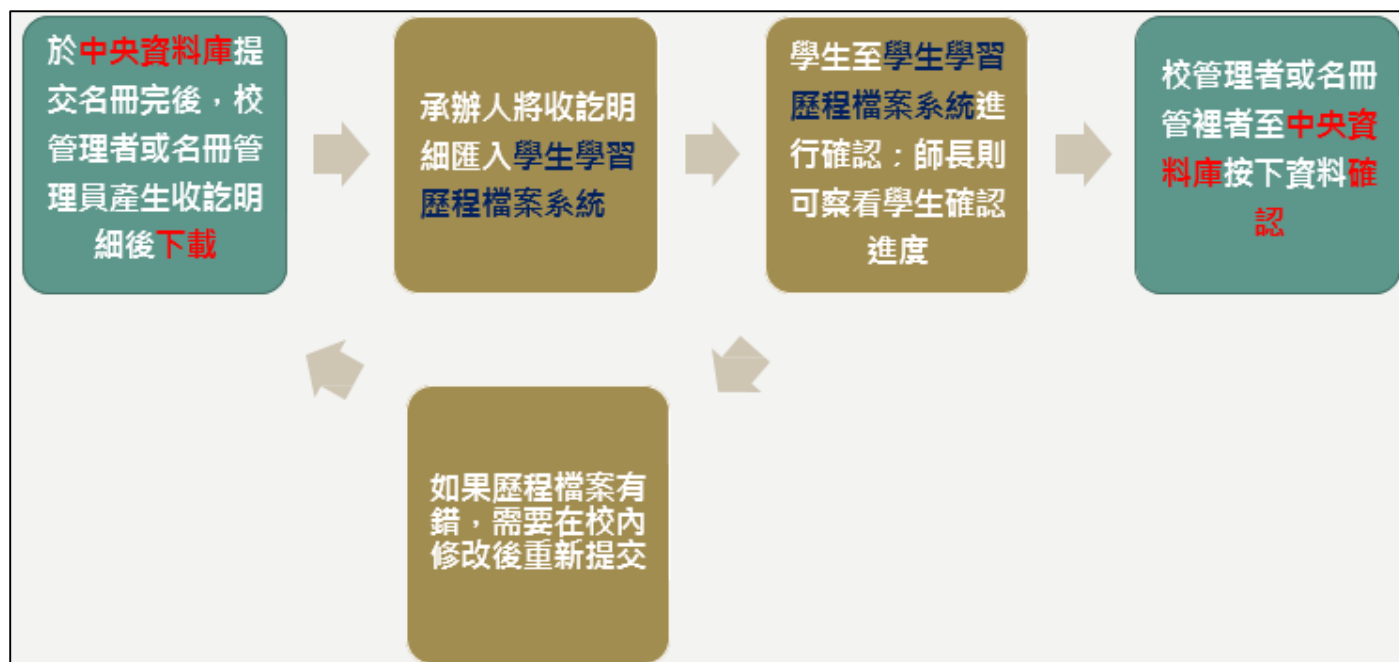 於中央資料庫提
交名冊完後，校
管理者或名冊管
理員產生收訖明
細後下載
承辦人將收訖明
細匯入學生學習
歷程檔案系統
學生至學生學習
歷程檔案系統進
行確認；師長則
可察看學生確認
進度
校管理者或名冊
管裡者至中央資
料庫按下資料確
認
如果歷程檔案有
錯，需要在校內
修改後重新提交